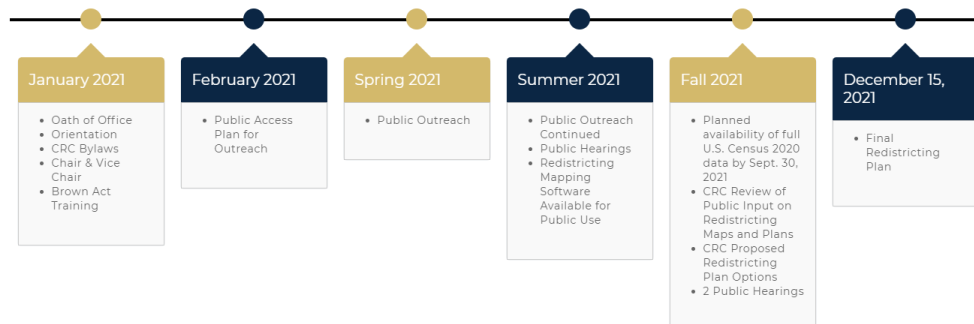 January 2021
Oath of Office
Orientation
CRC Bylaws
Chair & Vice
Chair
Brown Act
Training
February 2021
Public Access
Plan for
Outreach
Spring 2021
Public Outreach
Summer 2021
Public Outreach
Continued
Public Hearings
Redistricting
Mapping
Software
Available for
Public Use
Fall 2021
Planned
availability of full
U.S. Census 2020
data by Sept. 30,
2021
CRC Review of
Public Input on
Redistricting
Maps and Plans
CRC Proposed
Redistricting
Plan Options
2 Public Hearings
December 15,
2021
Final
Redistricting
Plan